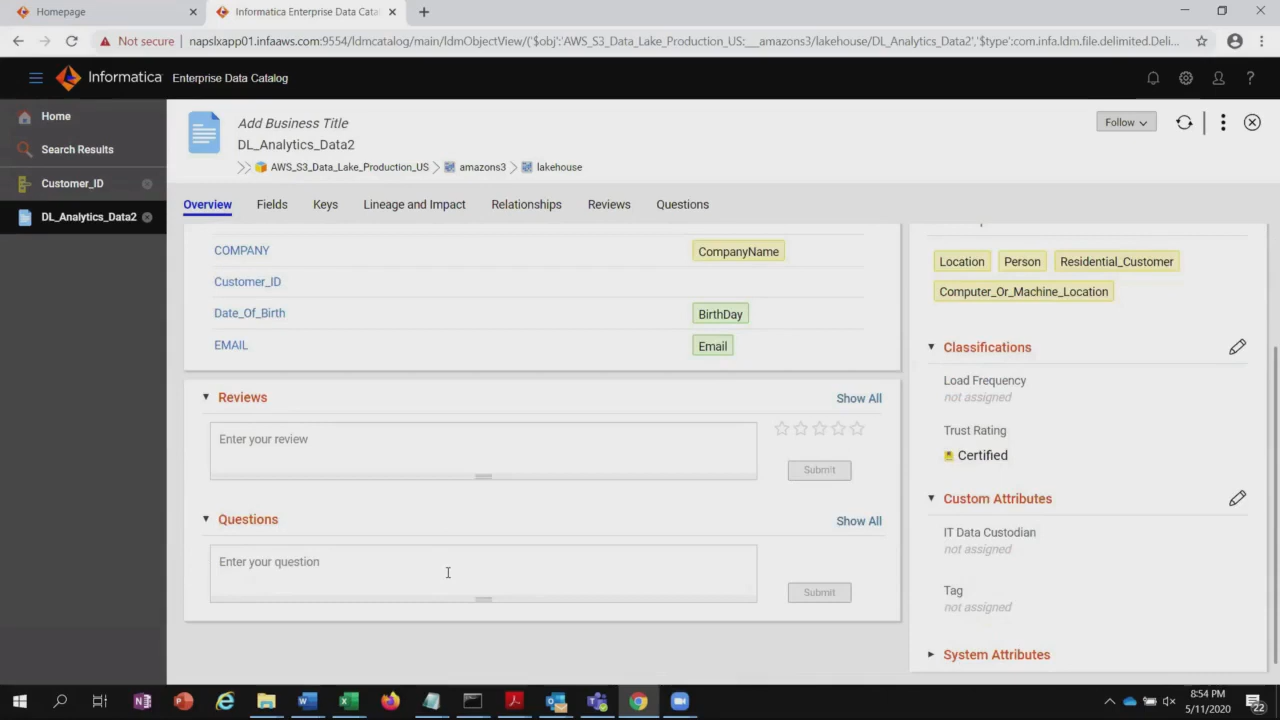 Homepage
Informatica Enterprise Data Cata
Not secure
napslxapp01.infaaws.com:9554/ldmcatalog/main/ldmObjectView/('$obj':'AWS_S3_Data_Lake_Production_US:___amazons3/lakehouse/DL_Analytics_Data2','$type':com.infa.ldm.file.delimited.Deli...
Informatica Enterprise Data Catalog
Home
Search Results
Customer_ID
DL_Analytics_Data2
Add Business Title
DL_Analytics_Data2
AWS_S3_Data_Lake_Production_US amazons3 lakehouse
Follow
Overview Fields Keys Lineage and Impact Relationships Reviews Questions
COMPANY CompanyName
Customer_ID
Date_Of_Birth BirthDay
EMAIL Email
Reviews Show All
Enter your review
Submit
Questions Show All
Enter your question
Submit
Location Person Residential_Customer
Computer_Or_Machine_Location
Classifications
Load Frequency
not assigned
Trust Rating
Certified
Custom Attributes
IT Data Custodian
not assigned
Tag
not assigned
System Attributes
8:54 PM
5/11/2020
22